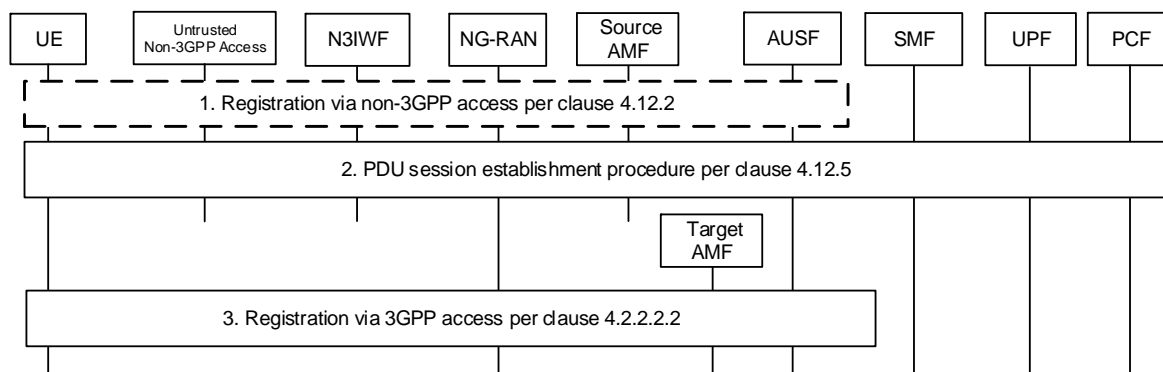 UE
Untrusted
Non-3GPP Access
N3IWF
NG-RAN
Source
AMF
AUSF
SMF
UPF
PCF
1. Registration via non-3GPP access per clause 4.12.2
2. PDU session establishment procedure per clause 4.12.5
Target
AMF
3. Registration via 3GPP access per clause 4.2.2.2.2